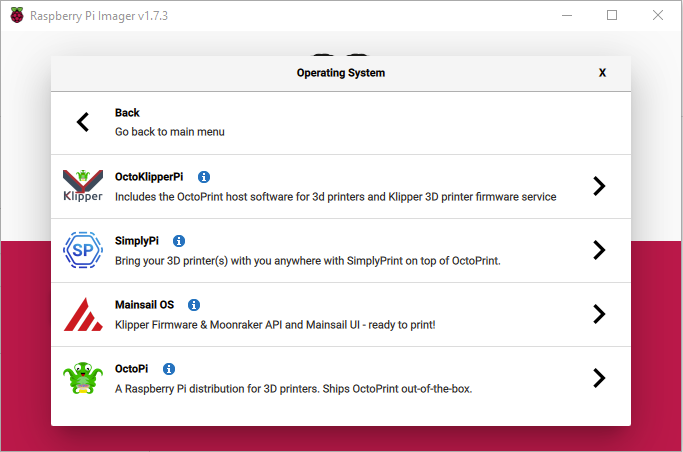 Raspberry Pi Imager v1.7.3
Operating System
X
Back
Go back to main menu
Klipper
OctoKlipperPi
Includes the OctoPrint host software for 3d printers and Klipper 3D printer firmware service
SP
SimplyPi
Bring your 3D printer(s) with you anywhere with SimplyPrint on top of OctoPrint.
Mainsail OS
Klipper Firmware & Moonraker API and Mainsail UI - ready to print!
OctoPi
A Raspberry Pi distribution for 3D printers. Ships OctoPrint out-of-the-box.